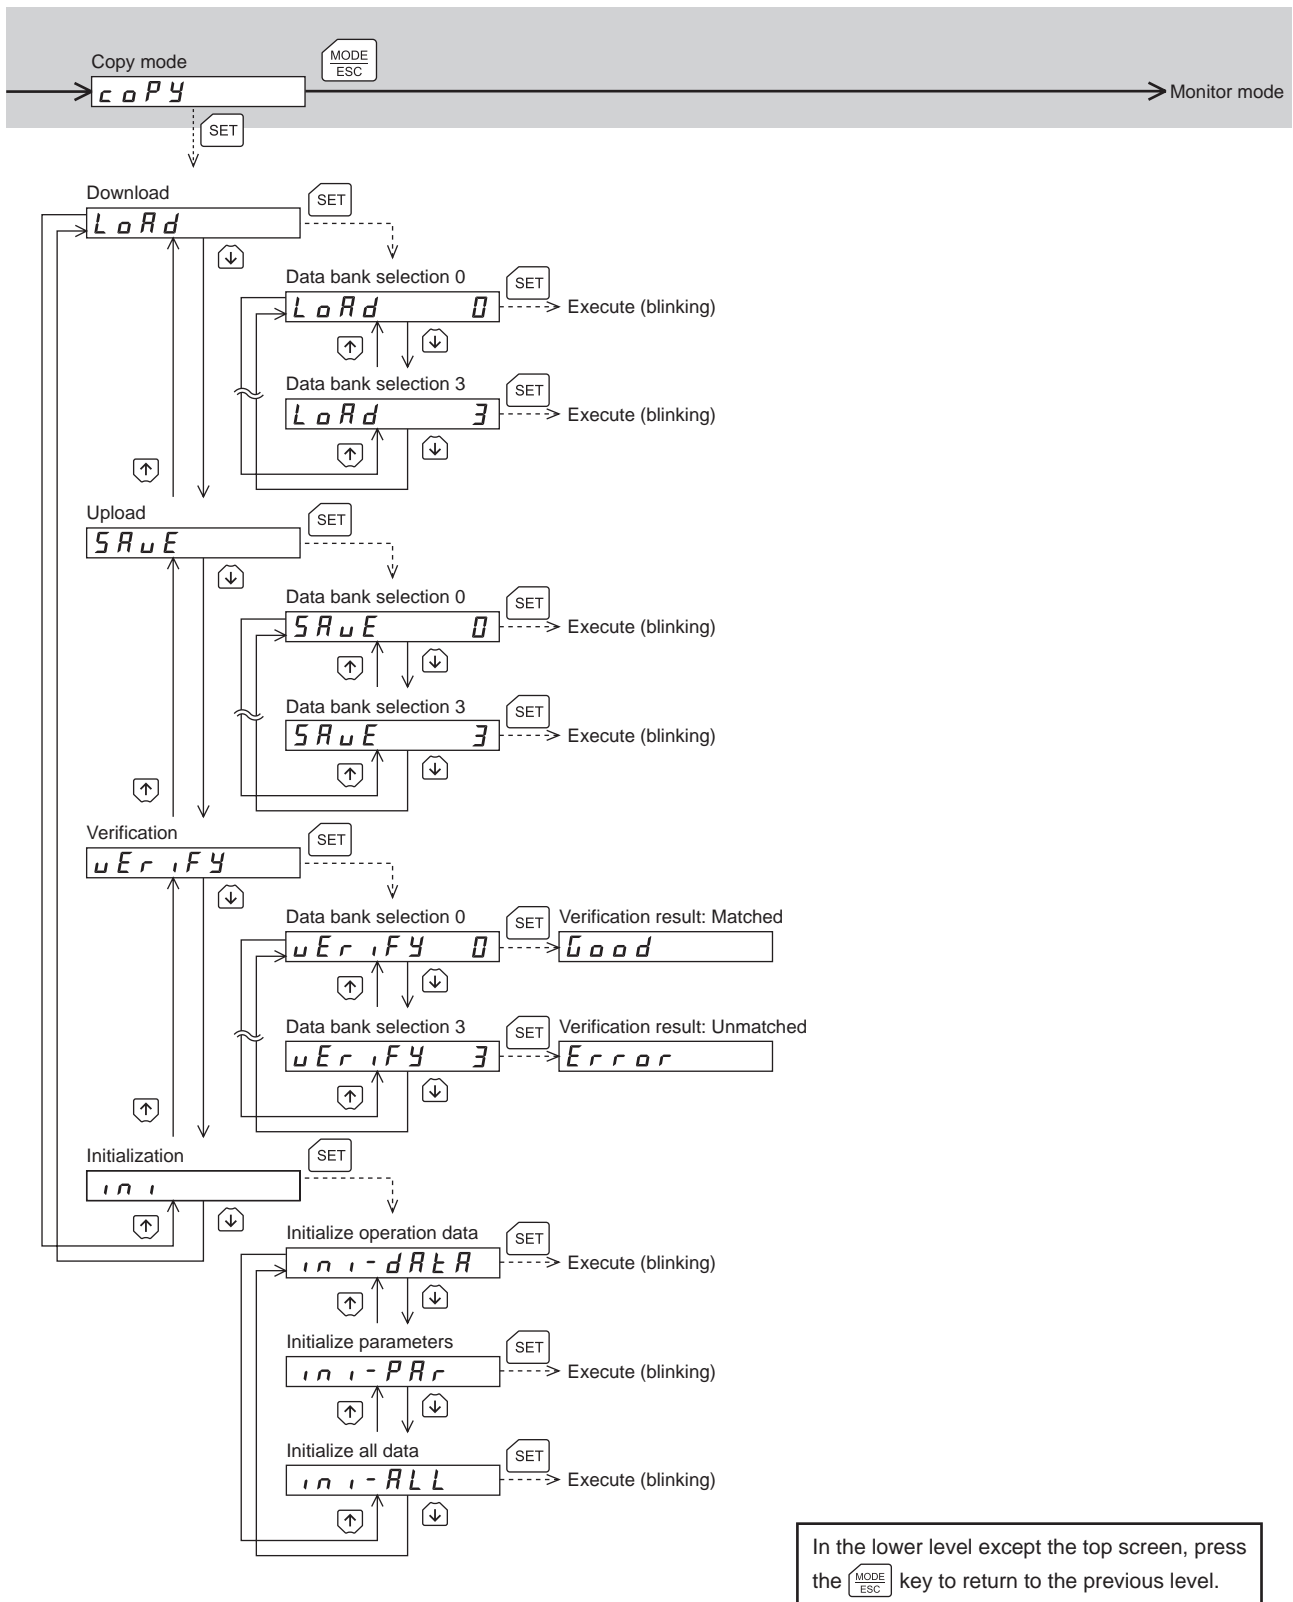 Copy mode
MODE
ESC
coPy
Monitor mode
SET
Download
SET
LoAd
↓
Data bank selection 0
SET
LoAd 0
Execute (blinking)
↑ ↓
Data bank selection 3
SET
LoAd 3
Execute (blinking)
↑ ↓
↑
Upload
SET
SAvE
↓
Data bank selection 0
SET
SAvE 0
Execute (blinking)
↑ ↓
Data bank selection 3
SET
SAvE 3
Execute (blinking)
↑ ↓
↑
Verification
SET
vEriFy
↓
Data bank selection 0
SET
Verification result: Matched
vEriFy 0
Good
↑ ↓
Data bank selection 3
SET
Verification result: Unmatched
vEriFy 3
Error
↑ ↓
↑
Initialization
SET
ini
↑ ↓
Initialize operation data
SET
ini-dAtA
Execute (blinking)
↑ ↓
Initialize parameters
SET
ini-PAr
Execute (blinking)
↑ ↓
Initialize all data
SET
ini-ALL
Execute (blinking)
↑ ↓
In the lower level except the top screen, press
the MODE ESC key to return to the previous level.